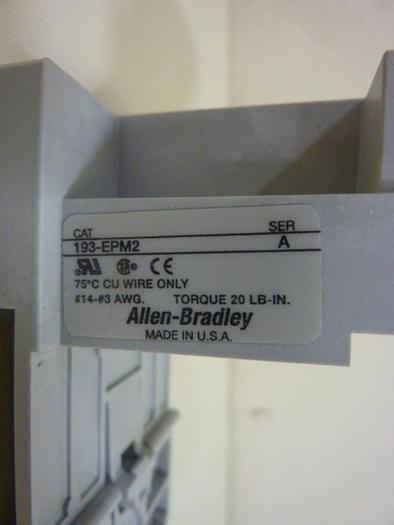 CAT SER
193-EPM2 A
75°C CU WIRE ONLY
#14-#3 AWG. TORQUE 20 LB-IN.
Allen-Bradley
MADE IN U.S.A.